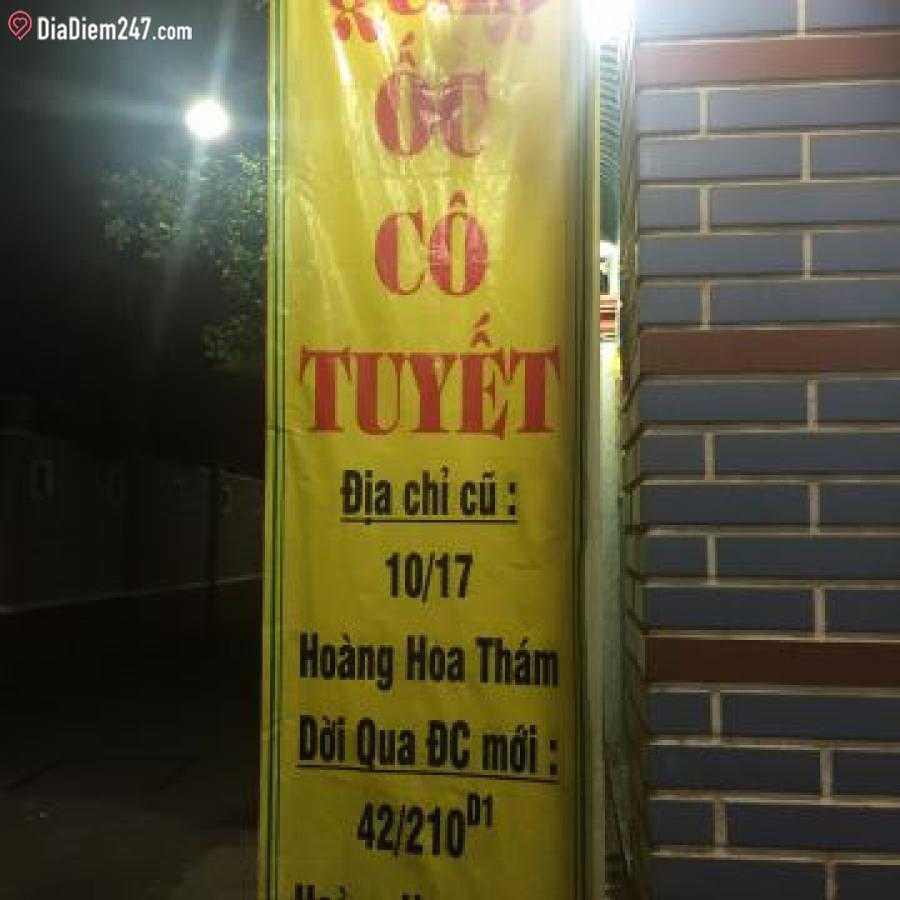 DiaDiem247.com
ỐC
CÔ
TUYẾT
Địa chỉ cũ :
10/17
Hoàng Hoa Thám
Dời Qua ĐC mới :
42/210D1